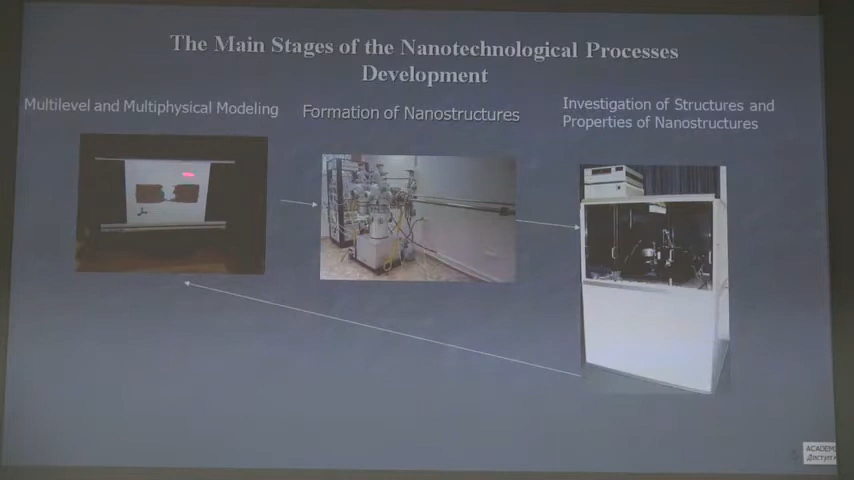 The Main Stages of the Nanotechnological Processes
Development
Multilevel and Multiphysical Modeling
Formation of Nanostructures
Investigation of Structures and
Properties of Nanostructures